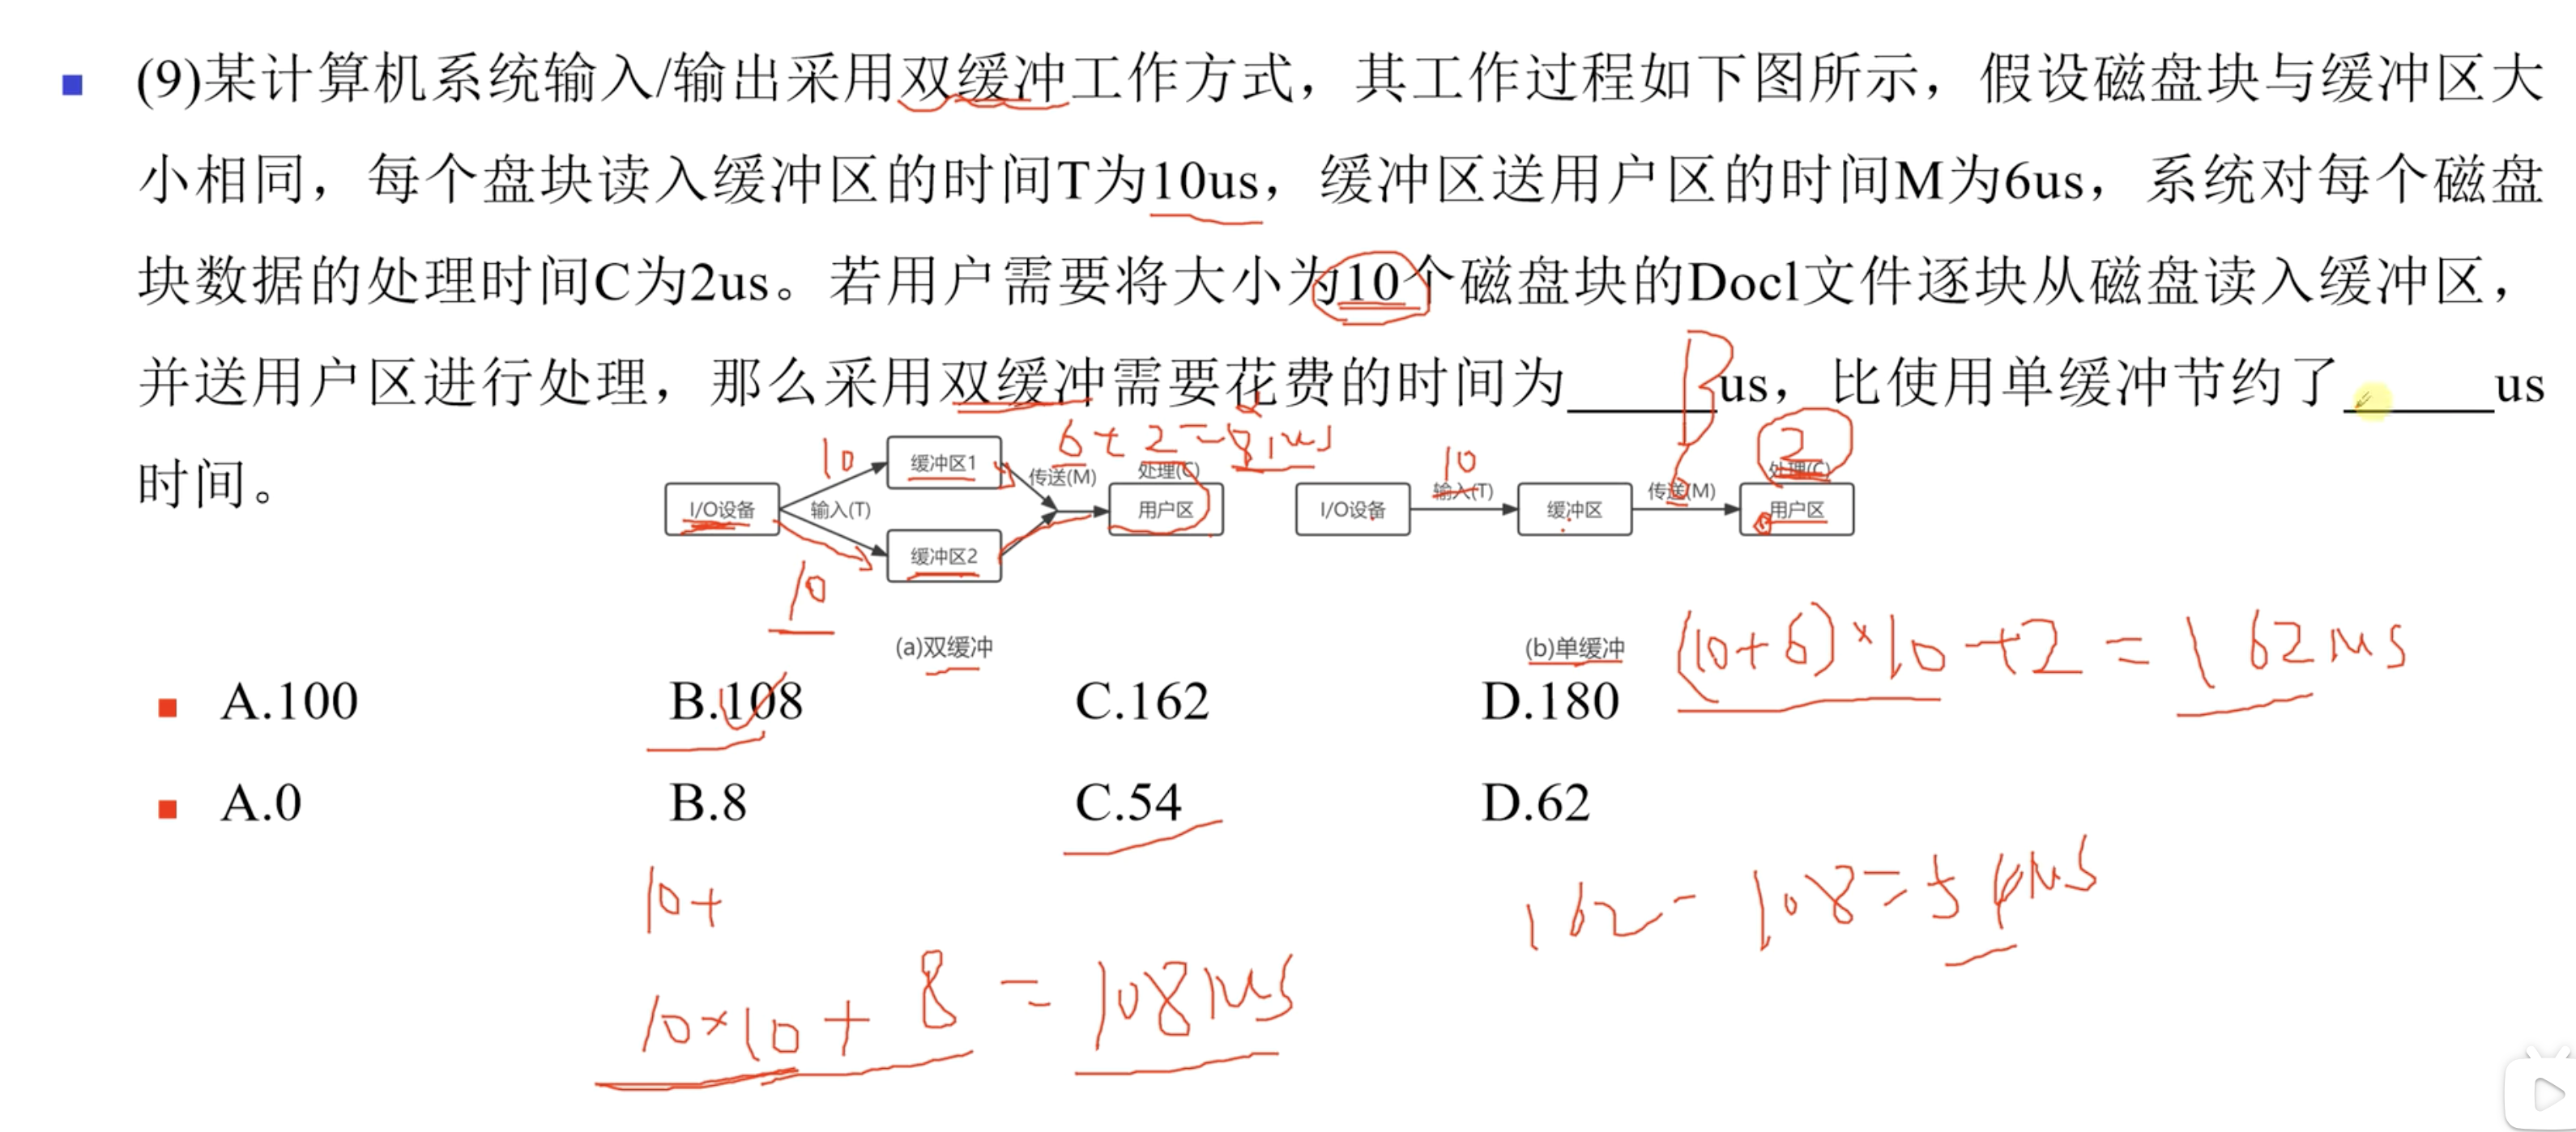 (9)某计算机系统输入/输出采用双缓冲工作方式，其工作过程如下图所示，假设磁盘块与缓冲区大
小相同，每个盘块读入缓冲区的时间T为10us，缓冲区送用户区的时间M为6us，系统对每个磁盘
块数据的处理时间C为2us。若用户需要将大小为10个磁盘块的Docl文件逐块从磁盘读入缓冲区，
并送用户区进行处理，那么采用双缓冲需要花费的时间为_____us，比使用单缓冲节约了_____us
B
时间。
6+2=8us
10
缓冲区1
传送(M)
处理(C)
I/O设备
输入(T)
用户区
缓冲区2
10
(a)双缓冲
10
2
处理(C)
输入(T)
传送(M)
6
I/O设备
缓冲区
用户区
(b)单缓冲
(10+6)×10+2=162us
A.100 B.108 C.162 D.180
A.0 B.8 C.54 D.62
10+
162-108=54us
10×10+8=108us